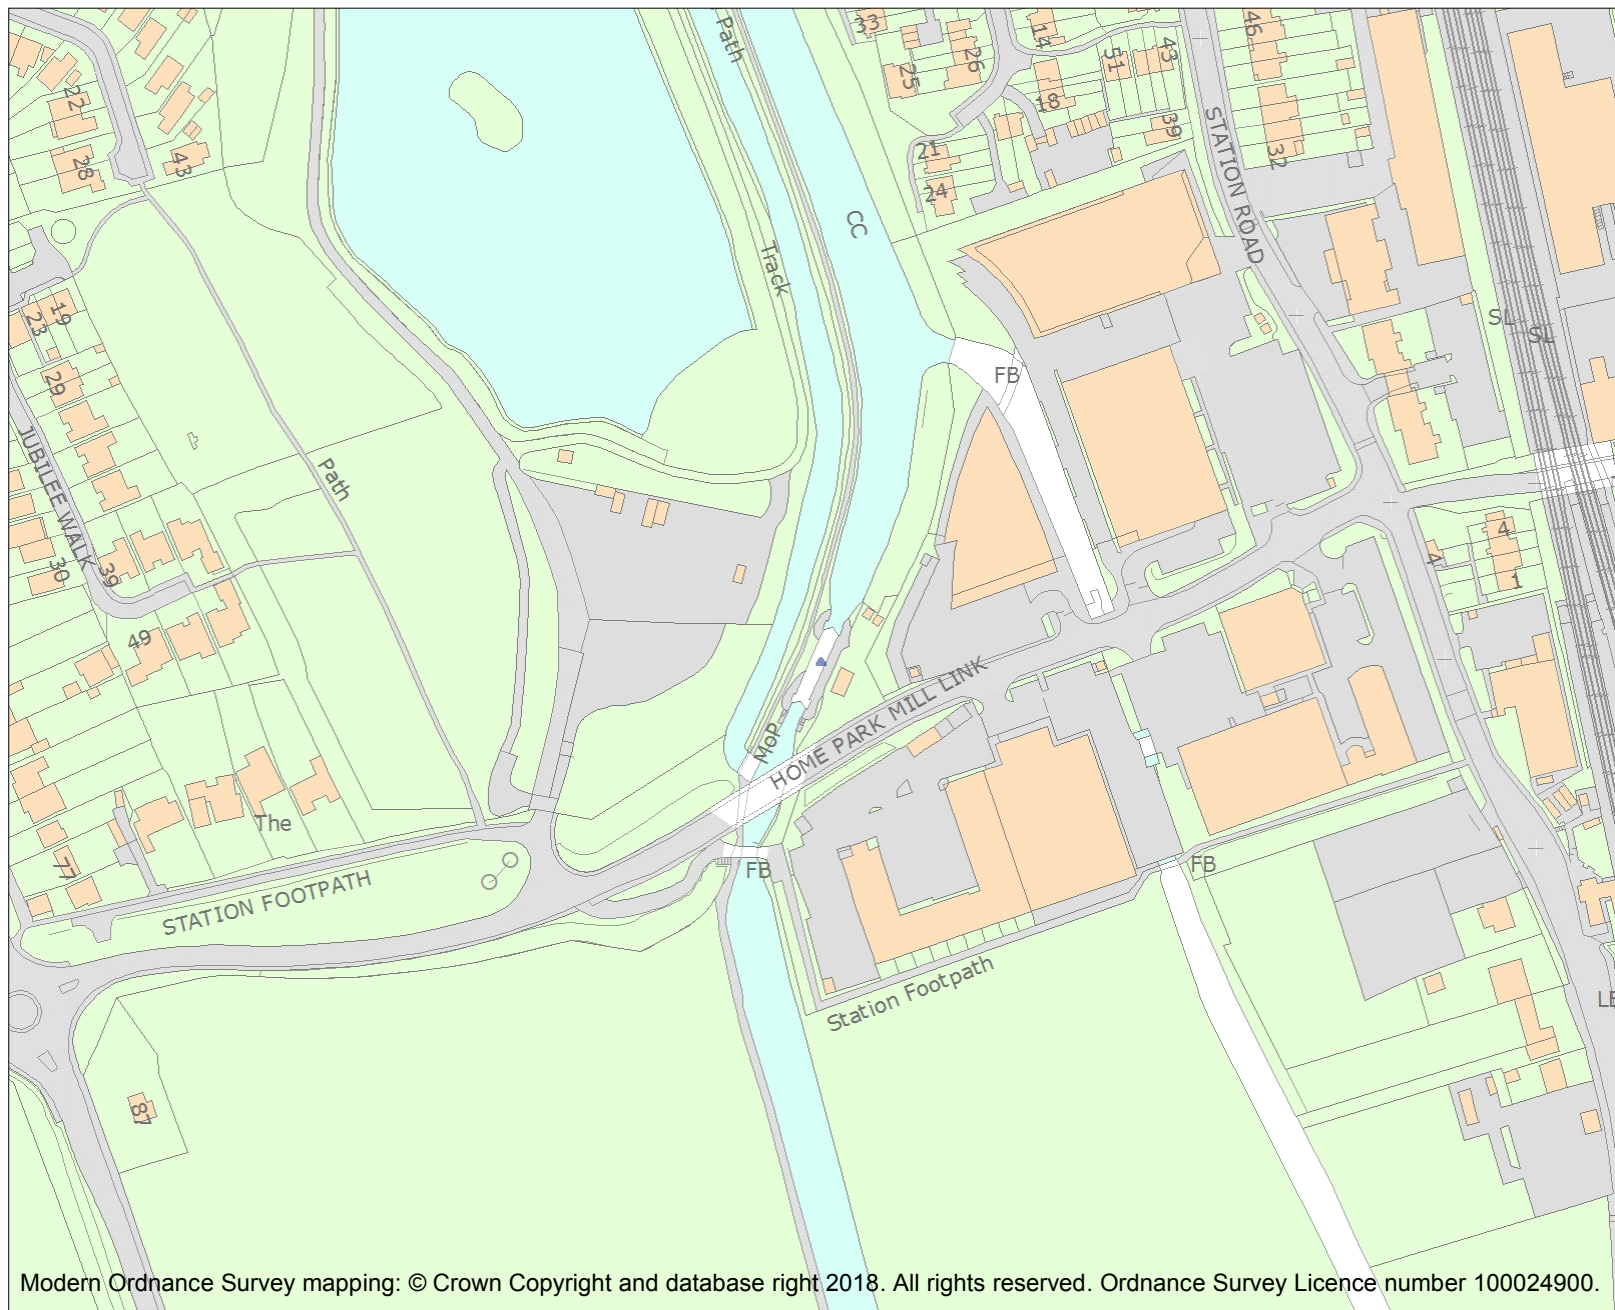 Path
33
25
26
14
18
51
43
39
46
32
22
28
43
21
24
STATION ROAD
CC
Track
19
23
29
SL
SL
FB
JUBILEE WALK
Path
30
39
49
4
4
1
HOME PARK MILL LINK
MoP
The
77
STATION FOOTPATH
FB
FB
Station Footpath
LE
87
Modern Ordnance Survey mapping: © Crown Copyright and database right 2018. All rights reserved. Ordnance Survey Licence number 100024900.